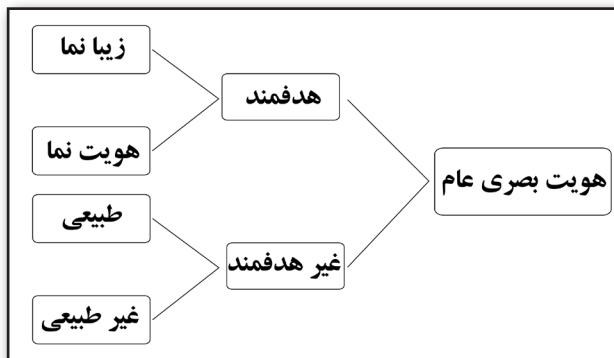 هویت بصری عام
هدفمند
زیبا نما
هویت نما
غیر هدفمند
طبیعی
غیر طبیعی